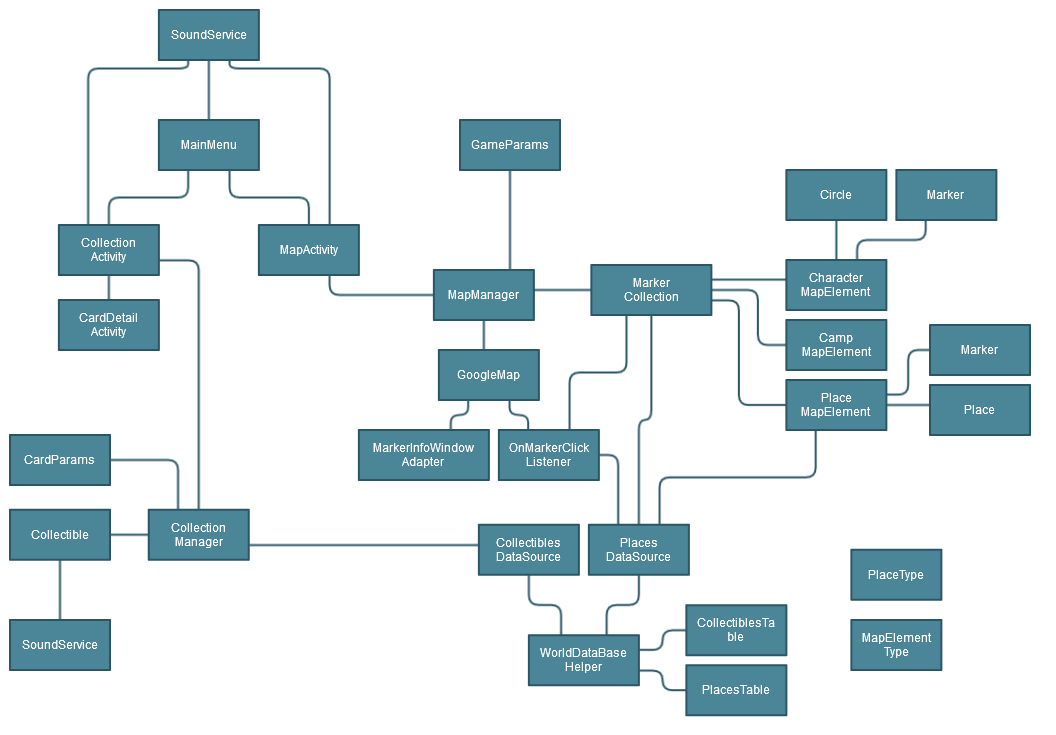 SoundService
MainMenu
GameParams
Circle
Marker
Collection
Activity
MapActivity
CardDetail
Activity
MapManager
Marker
Collection
Character
MapElement
Camp
MapElement
Marker
GoogleMap
Place
MapElement
Place
MarkerInfoWindow
Adapter
OnMarkerClick
Listener
CardParams
Collectible
Collection
Manager
Collectibles
DataSource
Places
DataSource
PlaceType
SoundService
WorldDataBase
Helper
CollectiblesTa
ble
MapElement
Type
PlacesTable